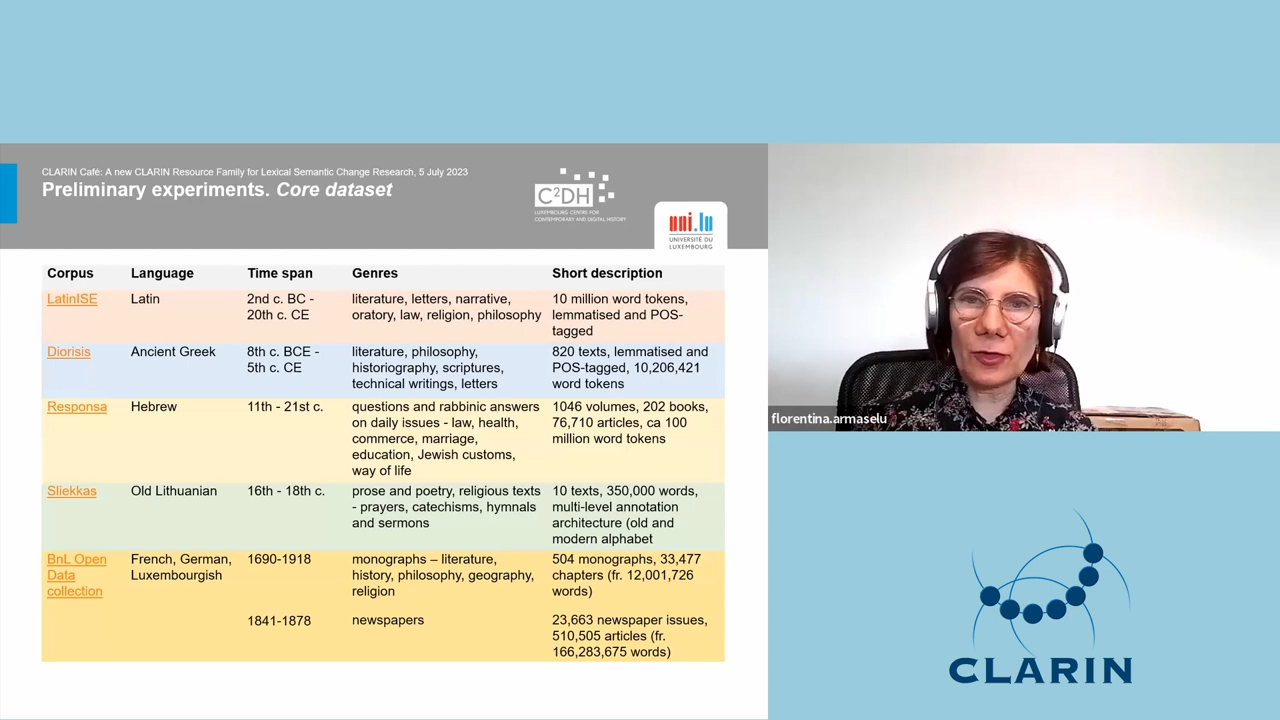 CLARIN Café: A new CLARIN Resource Family for Lexical Semantic Change Research, 5 July 2023
Preliminary experiments. Core dataset
C²DH
LUXEMBOURG CENTRE FOR
CONTEMPORARY AND DIGITAL HISTORY
uni.lu
UNIVERSITÉ DU
LUXEMBOURG
Corpus Language Time span Genres Short description
LatinISE Latin 2nd c. BC - literature, letters, narrative, 10 million word tokens,
20th c. CE oratory, law, religion, philosophy lemmatised and POS-
tagged
Diorisis Ancient Greek 8th c. BCE - literature, philosophy, 820 texts, lemmatised and
5th c. CE historiography, scriptures, POS-tagged, 10,206,421
technical writings, letters word tokens
Responsa Hebrew 11th - 21st c. questions and rabbinic answers 1046 volumes, 202 books,
on daily issues - law, health, 76,710 articles, ca 100
commerce, marriage, million word tokens
education, Jewish customs,
way of life
Sliekkas Old Lithuanian 16th - 18th c. prose and poetry, religious texts 10 texts, 350,000 words,
- prayers, catechisms, hymnals multi-level annotation
and sermons architecture (old and
modern alphabet
BnL Open French, German, 1690-1918 monographs – literature, 504 monographs, 33,477
Data Luxembourgish history, philosophy, geography, chapters (fr. 12,001,726
collection religion words)
1841-1878 newspapers 23,663 newspaper issues,
510,505 articles (fr.
166,283,675 words)
florentina.armaselu
CLARIN